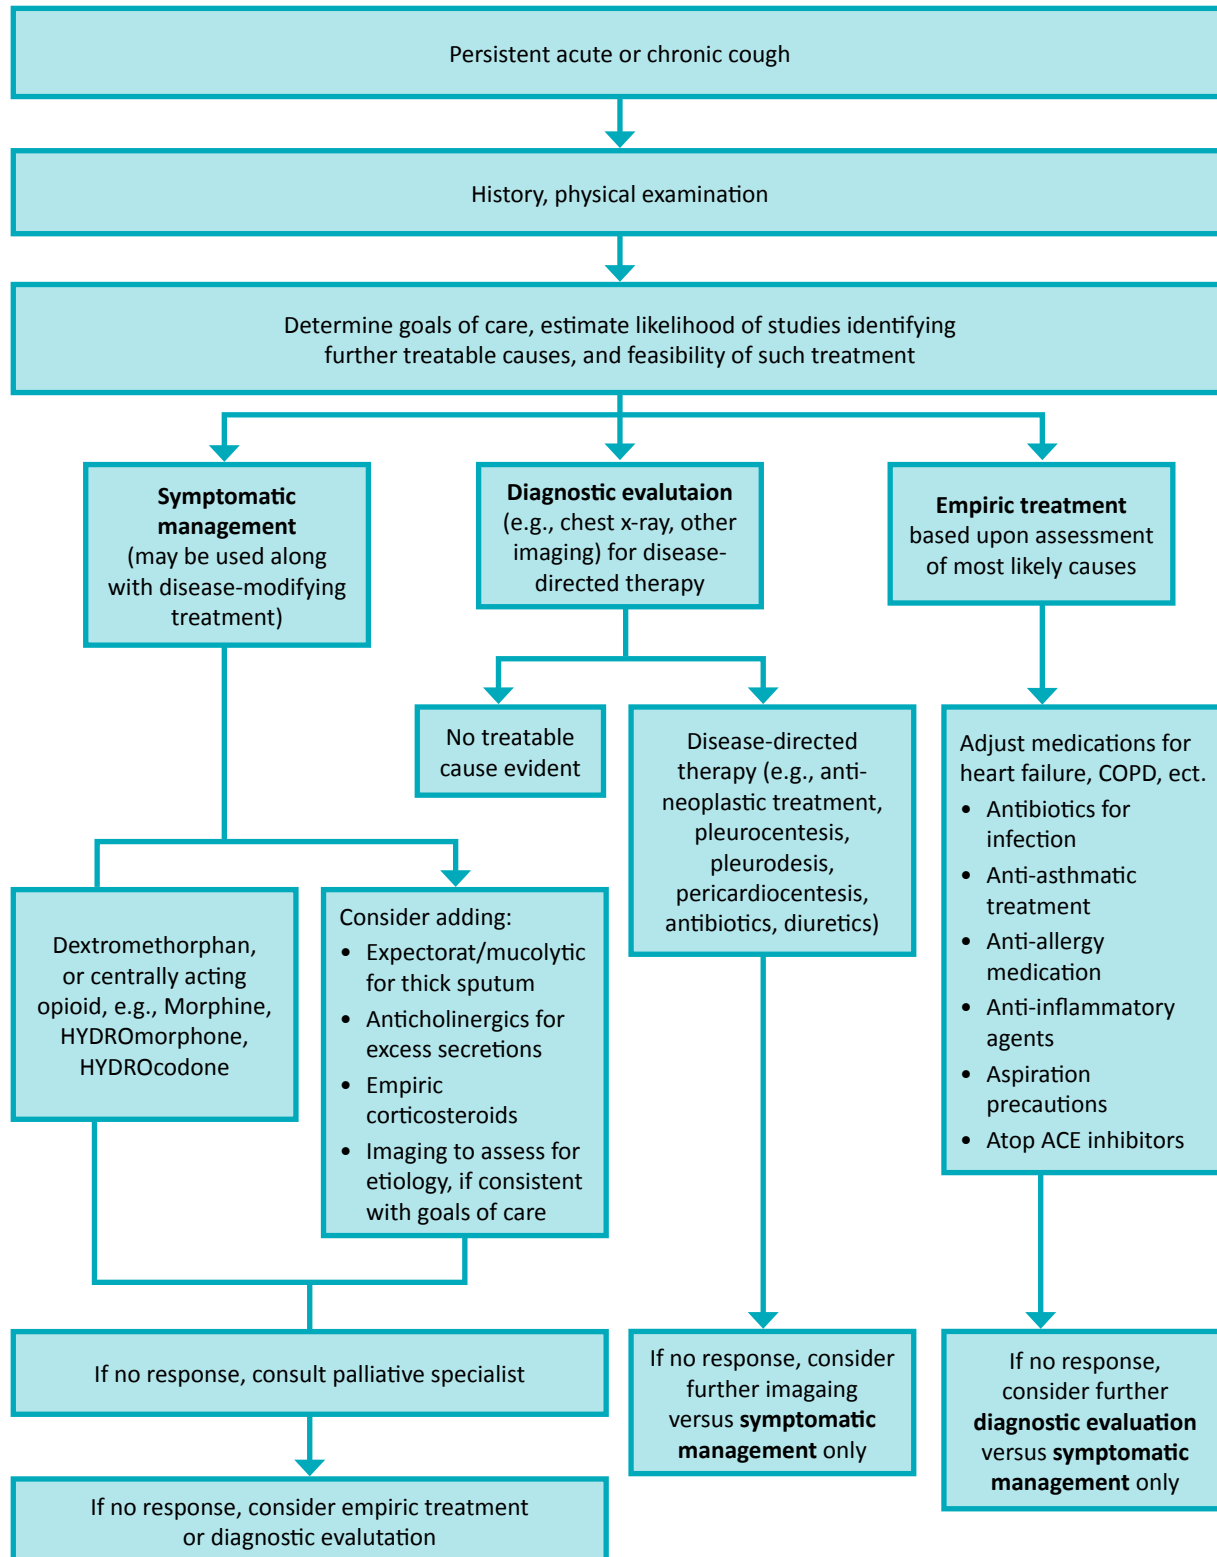 Persistent acute or chronic cough
History, physical examination
Determine goals of care, estimate likelihood of studies identifying
further treatable causes, and feasibility of such treatment
Symptomatic
management
(may be used along
with disease-modifying
treatment)
Diagnostic evalutaion
(e.g., chest x-ray, other
imaging) for disease-
directed therapy
Empiric treatment
based upon assessment
of most likely causes
No treatable
cause evident
Disease-directed
therapy (e.g., anti-
neoplastic treatment,
pleurocentesis,
pleurodesis,
pericardiocentesis,
antibiotics, diuretics)
Adjust medications for
heart failure, COPD, ect.
• Antibiotics for
infection
• Anti-asthmatic
treatment
• Anti-allergy
medication
• Anti-inflammatory
agents
• Aspiration
precautions
• Atop ACE inhibitors
Dextromethorphan,
or centrally acting
opioid, e.g., Morphine,
HYDROmorphone,
HYDROcodone
Consider adding:
• Expectorat/mucolytic
for thick sputum
• Anticholinergics for
excess secretions
• Empiric
corticosteroids
• Imaging to assess for
etiology, if consistent
with goals of care
If no response, consult palliative specialist
If no response, consider
further imagaing
versus symptomatic
management only
If no response,
consider further
diagnostic evaluation
versus symptomatic
management only
If no response, consider empiric treatment
or diagnostic evalutation